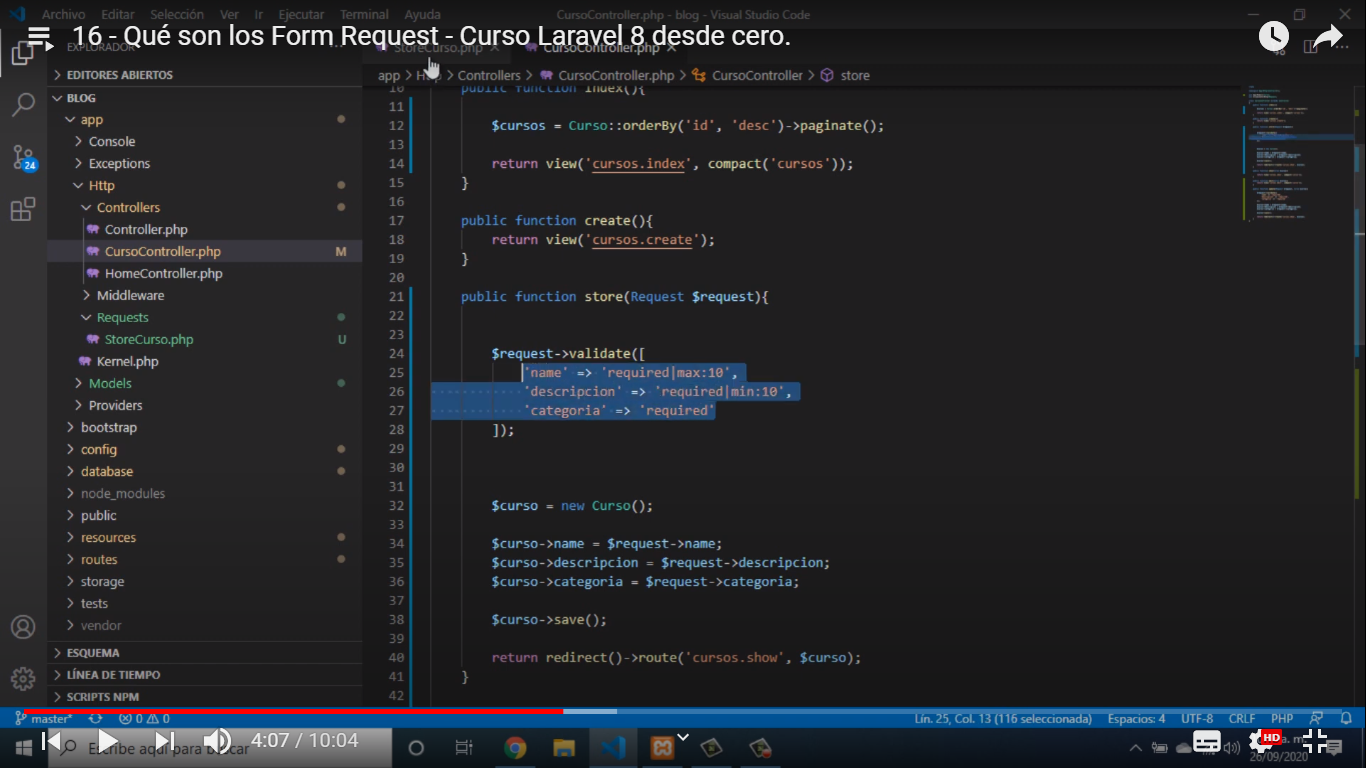 Archivo Editar Selección Ver Ir Ejecutar Terminal Ayuda CursoController.php - blog - Visual Studio Code
16 - Qué son los Form Request - Curso Laravel 8 desde cero.
EXPLORADOR
StoreCurso.php
CursoController.php
EDITORES ABIERTOS
app > Http > Controllers > CursoController.php > CursoController > store
BLOG
app
Console
Exceptions
Http
Controllers
Controller.php
CursoController.php M
HomeController.php
Middleware
Requests
StoreCurso.php U
Kernel.php
Models
Providers
bootstrap
config
database
node_modules
public
resources
routes
storage
tests
vendor
ESQUEMA
LÍNEA DE TIEMPO
SCRIPTS NPM
24
10 public function index(){
11
12 $cursos = Curso::orderBy('id', 'desc')->paginate();
13
14 return view('cursos.index', compact('cursos'));
15 }
16
17 public function create(){
18 return view('cursos.create');
19 }
20
21 public function store(Request $request){
22
23
24 $request->validate([
25 'name' => 'required|max:10',
26 'descripcion' => 'required|min:10',
27 'categoria' => 'required'
28 ]);
29
30
31
32 $curso = new Curso();
33
34 $curso->name = $request->name;
35 $curso->descripcion = $request->descripcion;
36 $curso->categoria = $request->categoria;
37
38 $curso->save();
39
40 return redirect()->route('cursos.show', $curso);
41 }
42
master* 0 0 Lín. 25, Col. 13 (116 seleccionada) Espacios: 4 UTF-8 CRLF PHP
Escribe aquí para buscar
4:07 / 10:04
HD
a. m.
26/09/2020